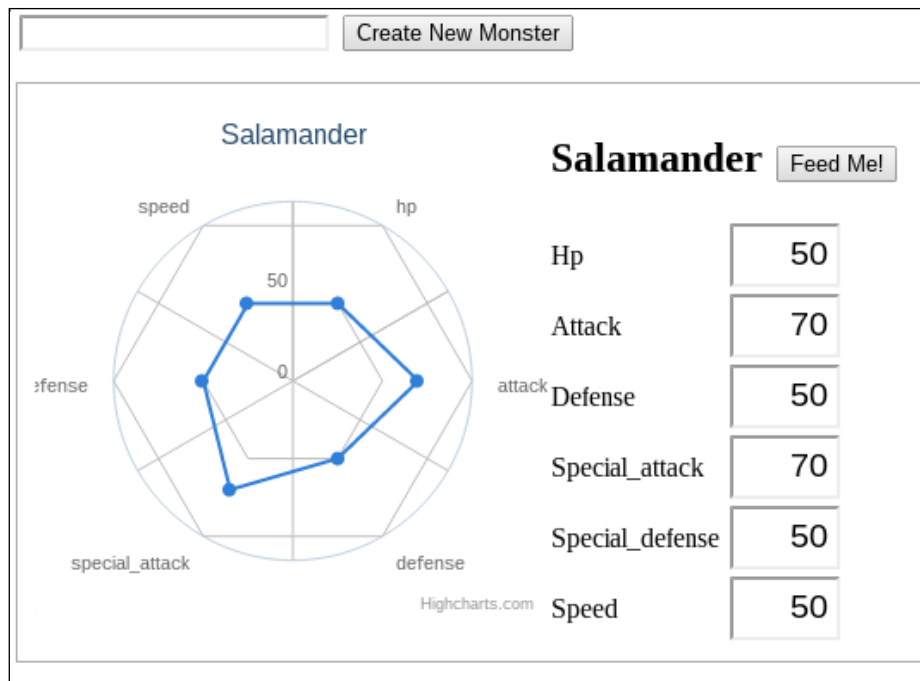 Create New Monster
Salamander
Salamander Feed Me!
speed
hp
50
0
efense
attack
special_attack
defense
Highcharts.com
Hp 50
Attack 70
Defense 50
Special_attack 70
Special_defense 50
Speed 50